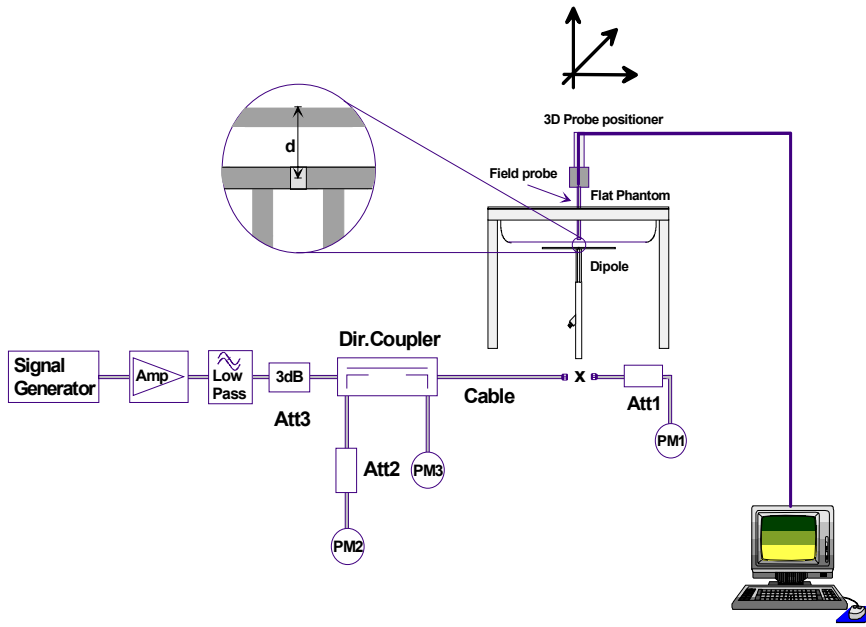 3D Probe positioner
d
Field probe
Flat Phantom
Dipole
Dir.Coupler
Signal
Generator
Amp
Low
Pass
3dB
Att3
Cable
x
Att1
PM1
Att2
PM3
PM2